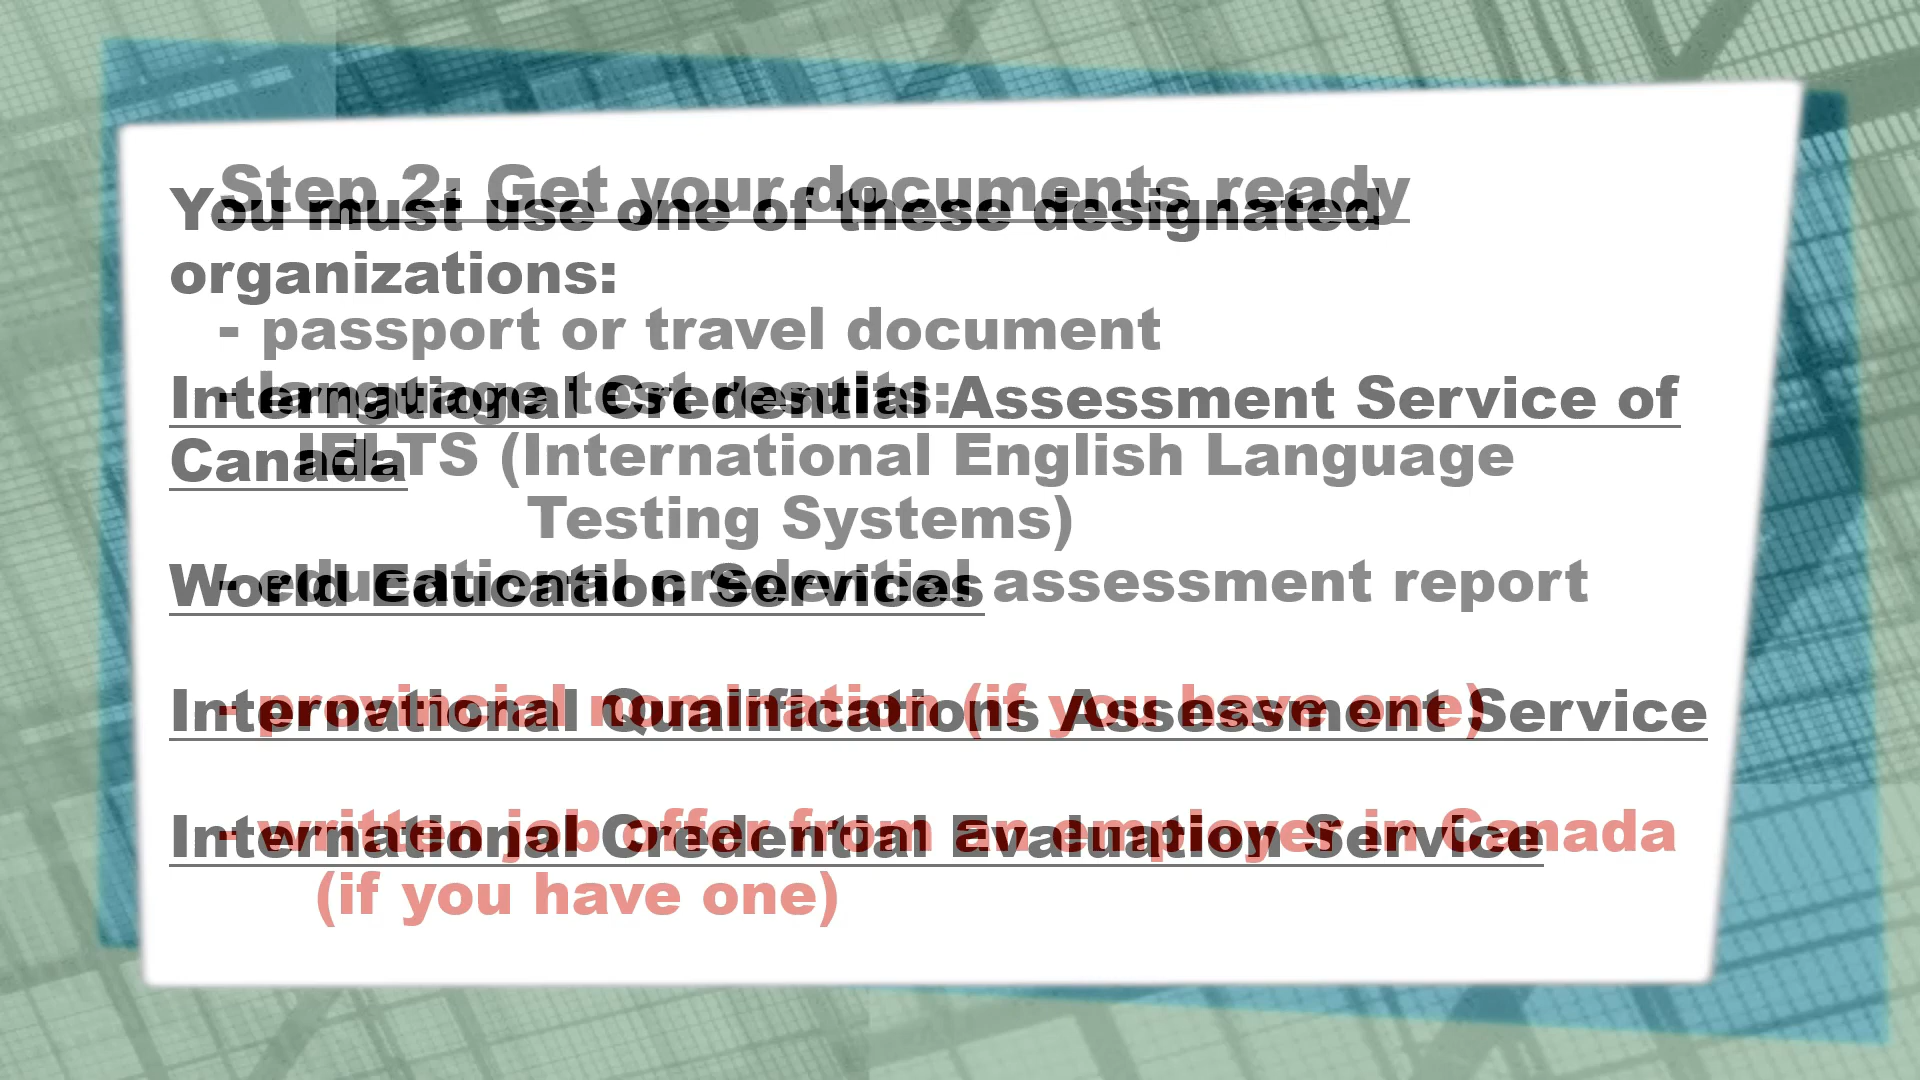 Step 2: Get your documents ready
- passport or travel document
- language test results:
IELTS (International English Language
Testing Systems)
- educational credential assessment report
- provincial nomination (if you have one)
- written job offer from an employer in Canada
(if you have one)
You must use one of these designated
organizations:
International Credential Assessment Service of
Canada
World Education Services
International Qualifications Assessment Service
International Credential Evaluation Service